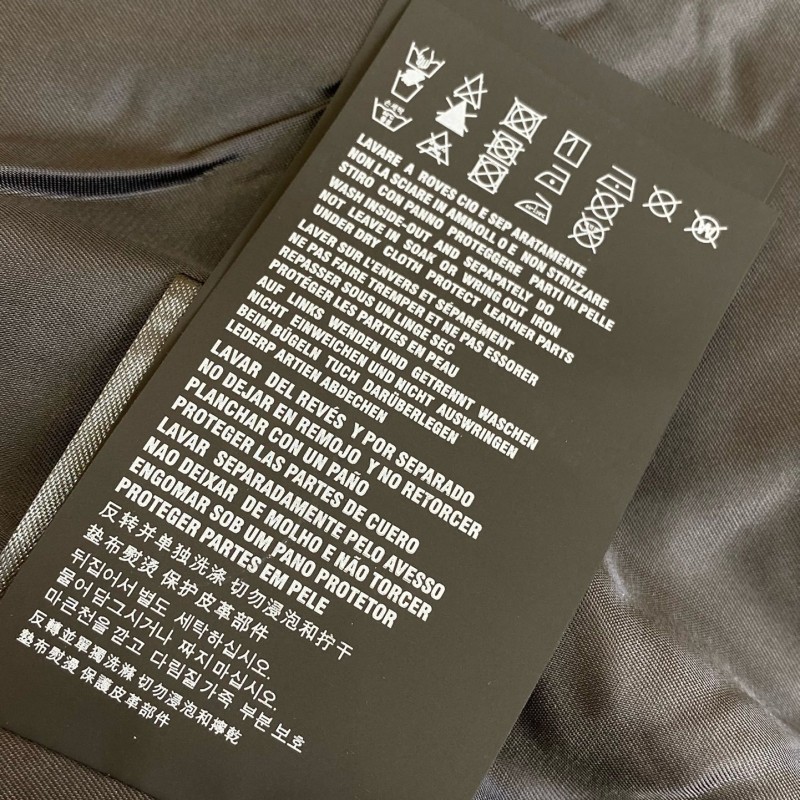 LAVARE A ROVES CIO E SEP ARATAMENTE
NON LA SCIARE IN AMMOLL O E NON STRIZZARE
STIRO CON PANNO PROTEGGERE PARTI IN PELLE
WASH INSIDE-OUT AND SEPAPATELY DO
NOT LEAVE IN SOAK OR WRING OUT IRON
UNDER DRY CLOTH PROTECT LEATHER PARTS
LAVER SUR L'ENVERS ET SÉPARÉMENT
NE PAS FAIRE TREMPER ET NE PAS ESSORER
REPASSER SOUS UN LINGE SEC
PROTÉGER LES PARTIES EN PEAU
AUF LINKS WENDEN UND GETRENNT WASCHEN
NICHT EINWEICHEN UND NICHT AUSWRINGEN
BEIM BÜGELN TUCH DARÜBERLEGEN
LEDERP ARTIEN ABDECHEN
LAVAR DEL REVÉS Y POR SEPARADO
NO DEJAR EN REMOJO Y NO RETORCER
PLANCHAR CON UN PAÑO
PROTEGER LAS PARTES DE CUERO
LAVAR SEPARADAMENTE PELO AVESSO
NAO DEIXAR DE MOLHO E NÃO TORCER
ENGOMAR SOB UM PANO PROTETOR
PROTEGER PARTES EM PELE
反转并单独洗涤 切勿浸泡和拧干
垫布熨烫 保护皮革部件
뒤집어서 별도 세탁하십시오.
물에 담그시거나 짜지 마십시오.
마른천을 깔고 다림질 가족 부분 보호
反轉並單獨洗滌 切勿浸泡和擰乾
墊布熨燙 保護皮革部件